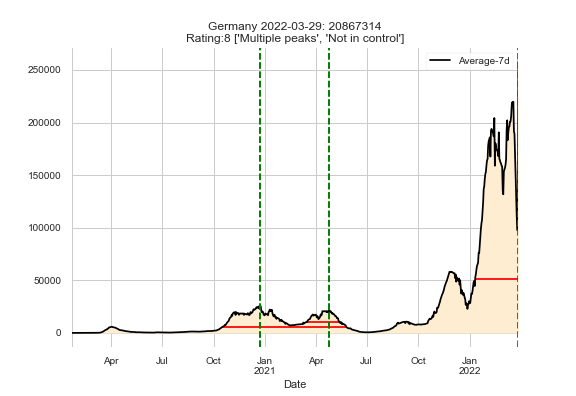 Germany 2022-03-29: 20867314
Rating:8 ['Multiple peaks', 'Not in control']
Average-7d
250000
200000
150000
100000
50000
0
Apr Jul Oct Jan Apr Jul Oct Jan
2021 2022
Date